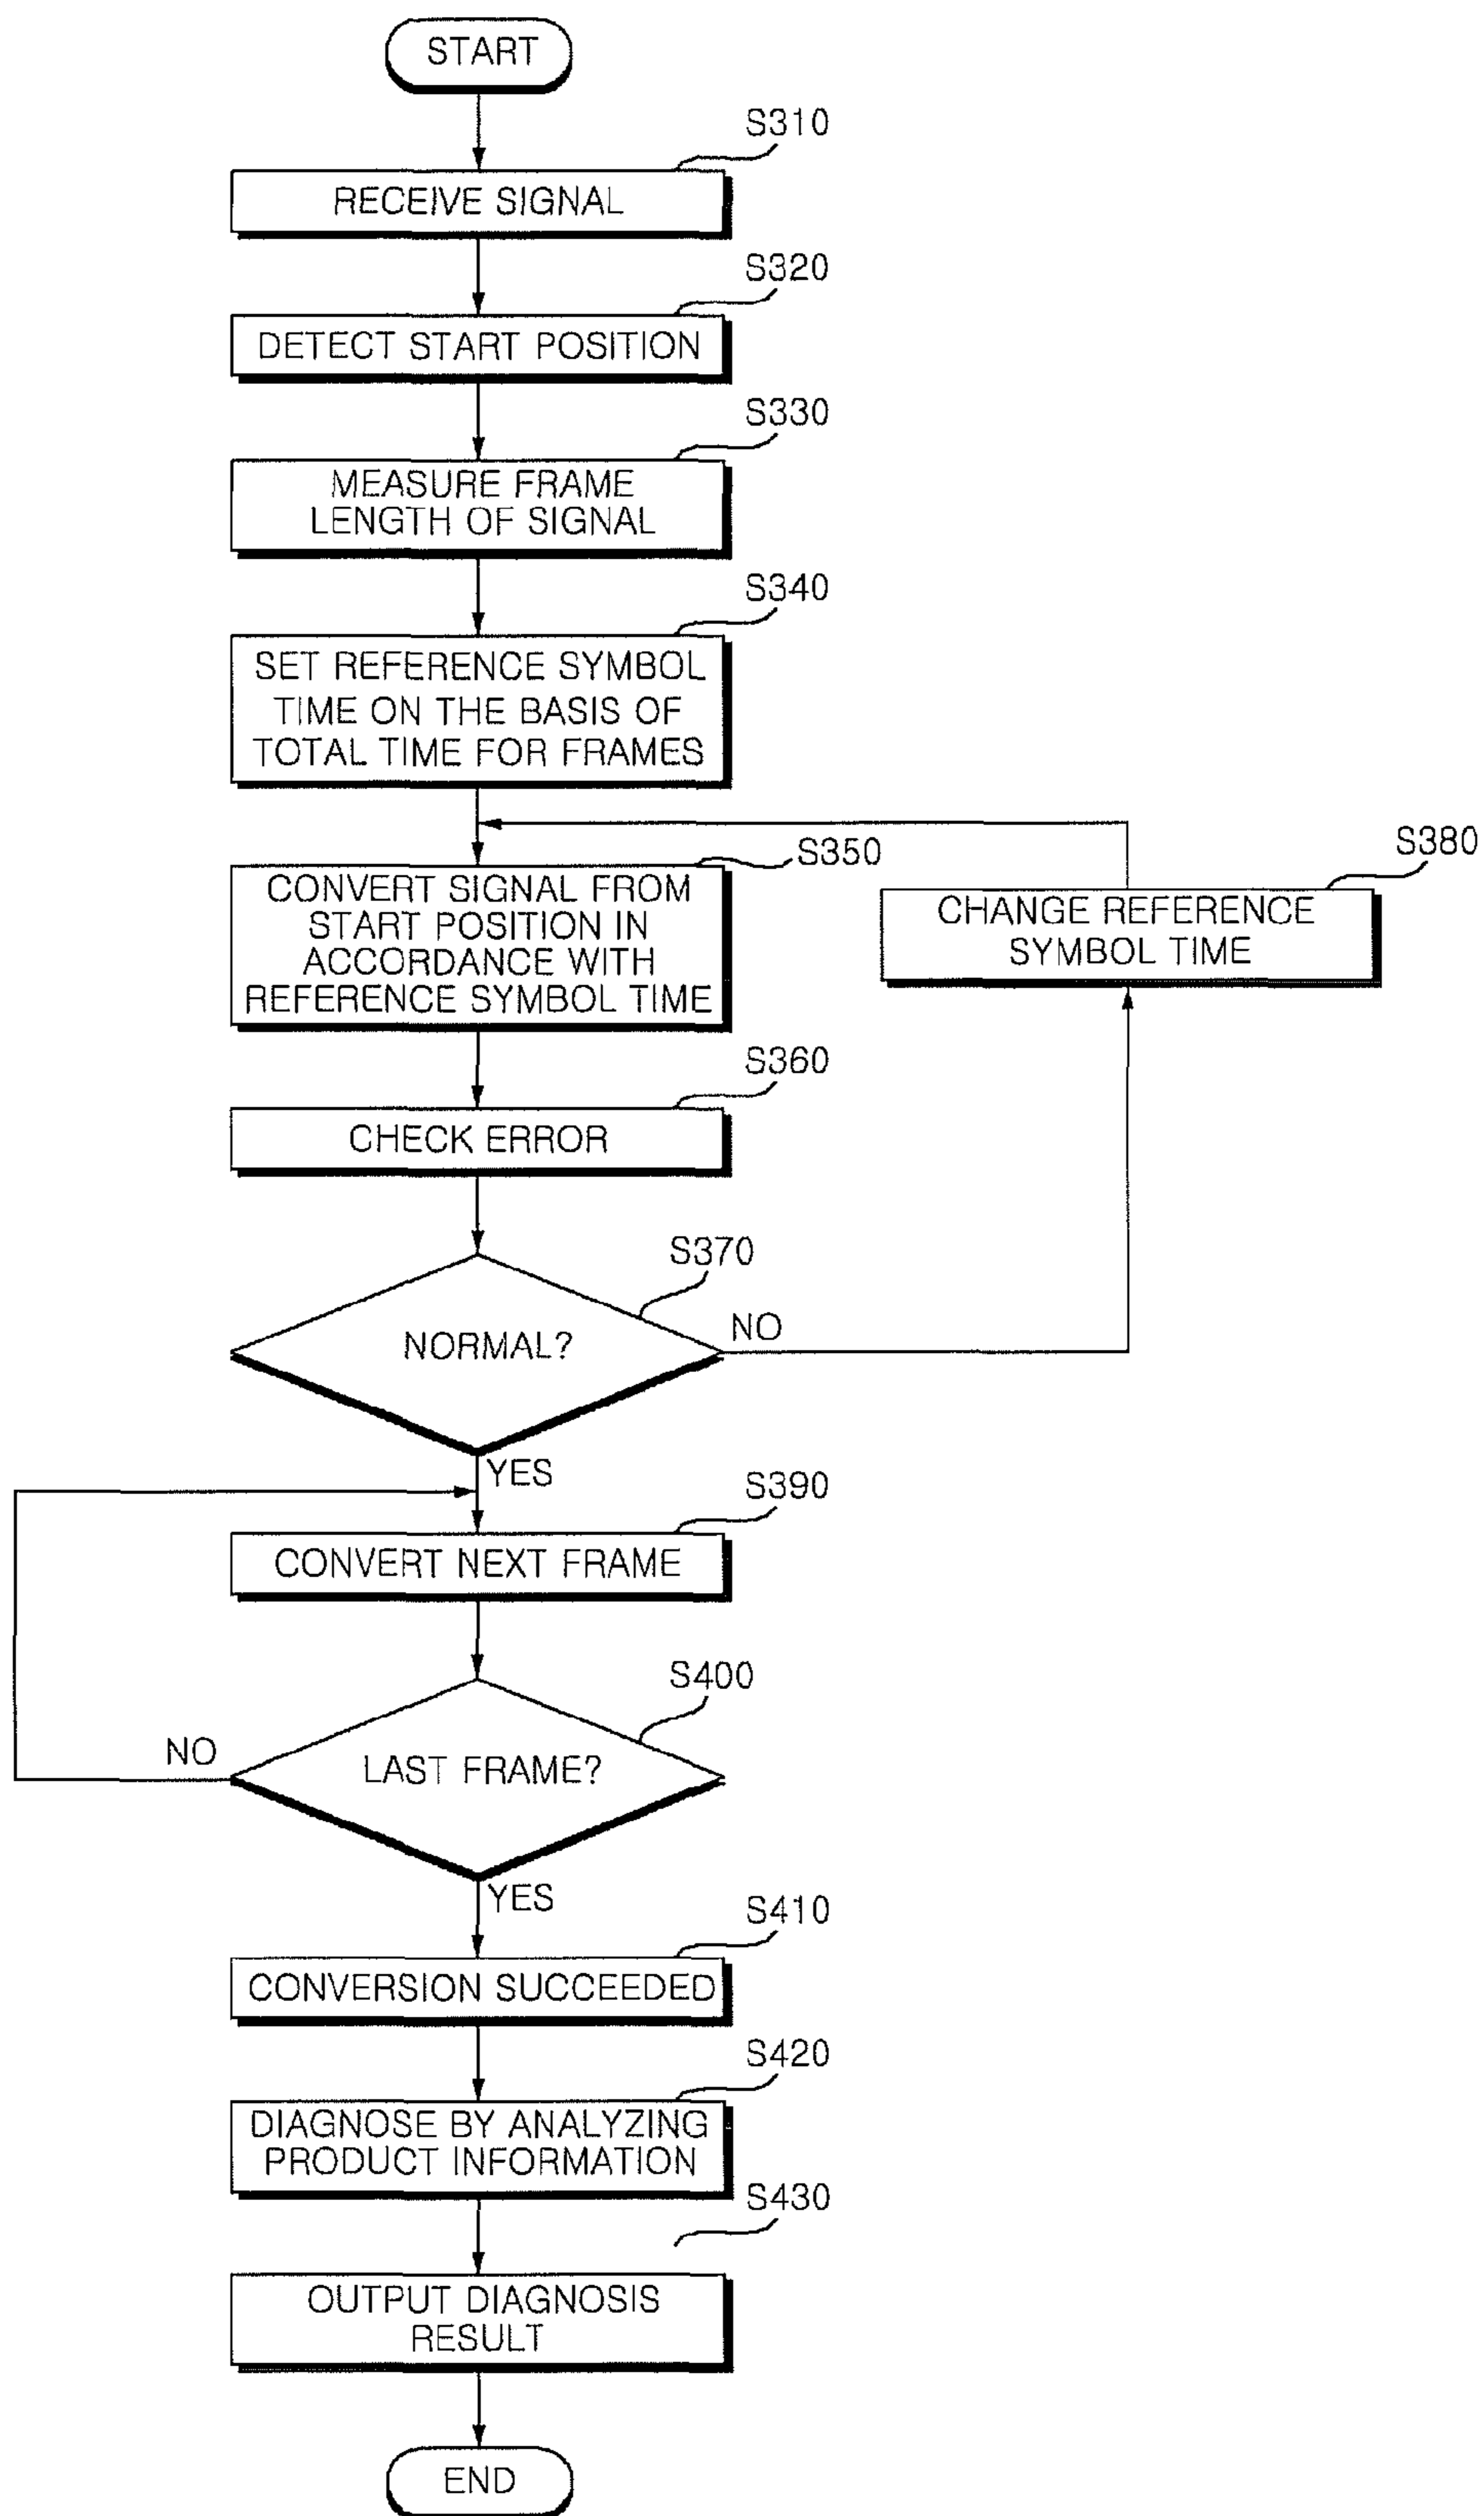 START
S310
RECEIVE SIGNAL
S320
DETECT START POSITION
S330
MEASURE FRAME
LENGTH OF SIGNAL
S340
SET REFERENCE SYMBOL
TIME ON THE BASIS OF
TOTAL TIME FOR FRAMES
S350
CONVERT SIGNAL FROM
START POSITION IN
ACCORDANCE WITH
REFERENCE SYMBOL TIME
S380
CHANGE REFERENCE
SYMBOL TIME
S360
CHECK ERROR
S370
NORMAL?
NO
YES
S390
CONVERT NEXT FRAME
S400
LAST FRAME?
NO
YES
S410
CONVERSION SUCCEEDED
S420
DIAGNOSE BY ANALYZING
PRODUCT INFORMATION
S430
OUTPUT DIAGNOSIS
RESULT
END